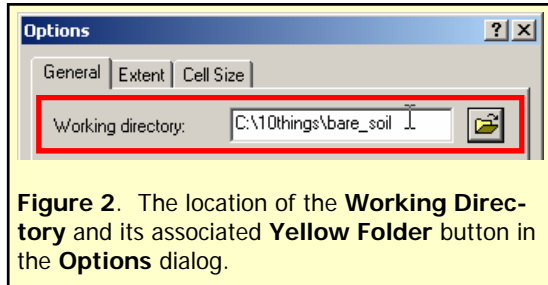 Options
? X
General Extent Cell Size
Working directory: C:\10things\bare_soil
Figure 2. The location of the Working Direc-
tory and its associated Yellow Folder button in
the Options dialog.